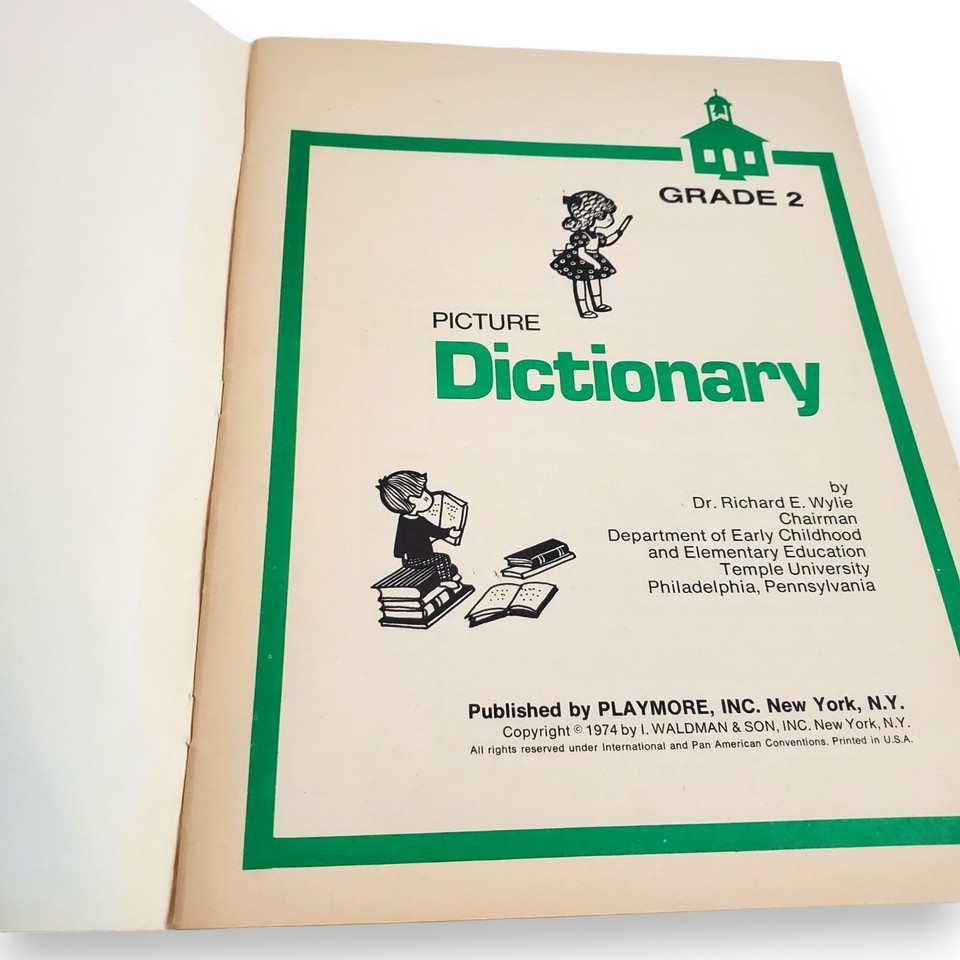 GRADE 2
PICTURE
Dictionary
by
Dr. Richard E. Wylie
Chairman
Department of Early Childhood
and Elementary Education
Temple University
Philadelphia, Pennsylvania
Published by PLAYMORE, INC. New York, N.Y.
Copyright © 1974 by I. WALDMAN & SON, INC. New York, N.Y.
All rights reserved under International and Pan American Conventions. Printed in U.S.A.